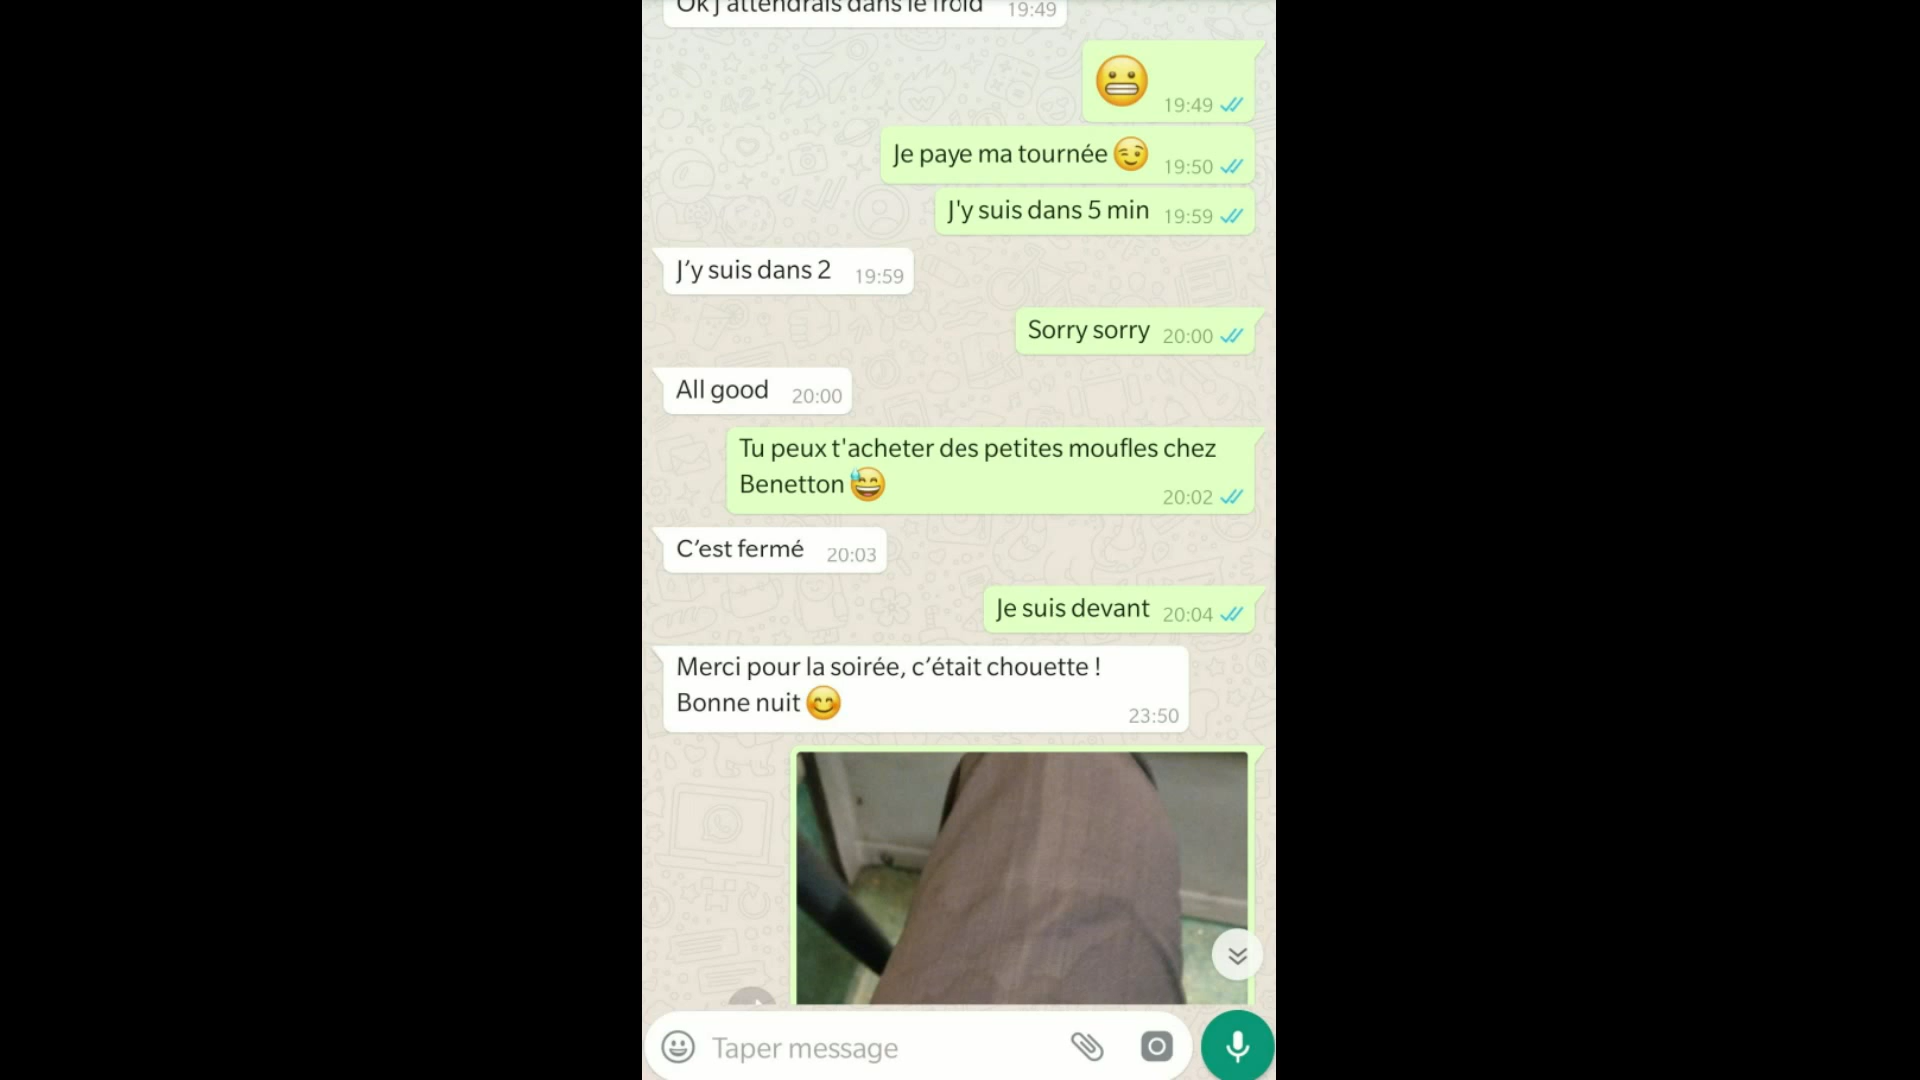 Ok j'attendrais dans le froid 19:49
😬 19:49
Je paye ma tournée 😉 19:50
J'y suis dans 5 min 19:59
J’y suis dans 2 19:59
Sorry sorry 20:00
All good 20:00
Tu peux t'acheter des petites moufles chez
Benetton 😅 20:02
C’est fermé 20:03
Je suis devant 20:04
Merci pour la soirée, c’était chouette !
Bonne nuit 😊 23:50
Taper message